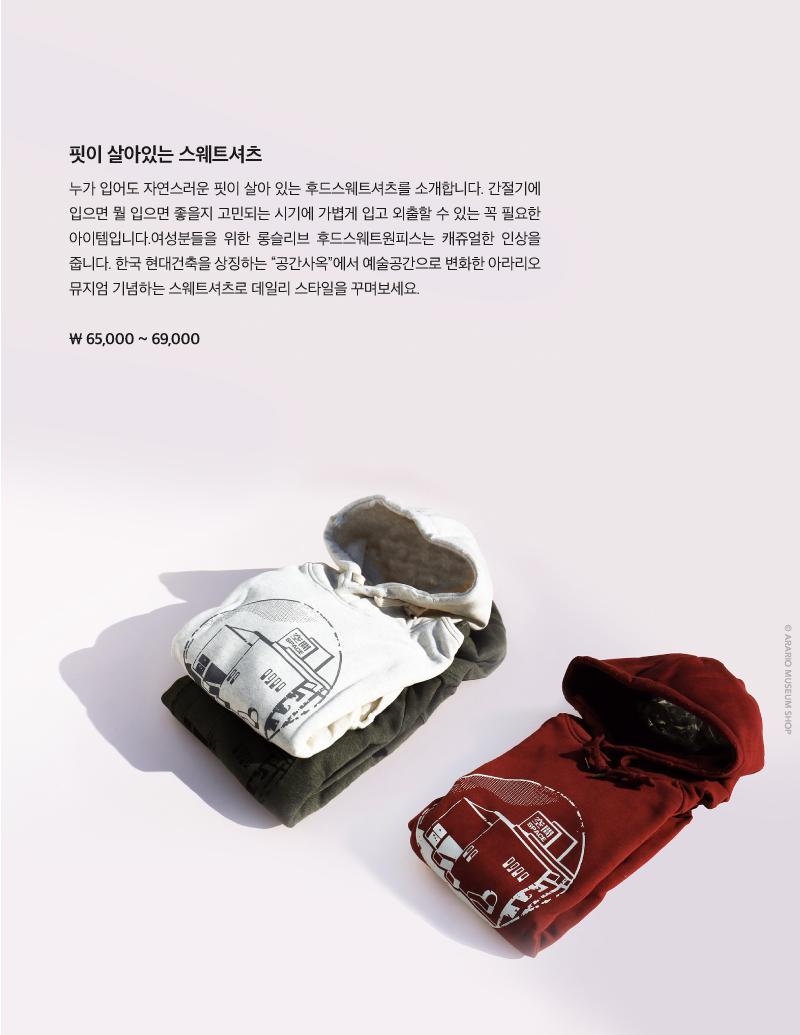 핏이 살아있는 스웨트셔츠
누가 입어도 자연스러운 핏이 살아 있는 후드스웨트셔츠를 소개합니다. 간절기에
입으면 뭘 입으면 좋을지 고민되는 시기에 가볍게 입고 외출할 수 있는 꼭 필요한
아이템입니다.여성분들을 위한 롱슬리브 후드스웨트원피스는 캐쥬얼한 인상을
줍니다. 한국 현대건축을 상징하는 “공간사옥”에서 예술공간으로 변화한 아라리오
뮤지엄 기념하는 스웨트셔츠로 데일리 스타일을 꾸며보세요.
₩ 65,000 ~ 69,000
空間
SPACE
© ARARIO MUSEUM SHOP
空間
SPACE